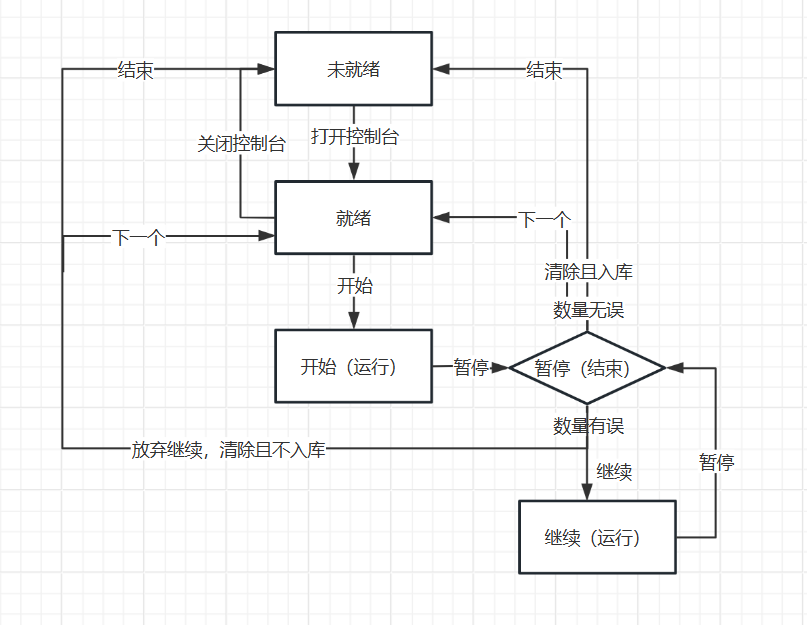 结束
未就绪
结束
关闭控制台
打开控制台
就绪
下一个
下一个
清除且入库
开始
数量无误
开始（运行）
暂停
暂停（结束）
数量有误
放弃继续，清除且不入库
继续
暂停
继续（运行）